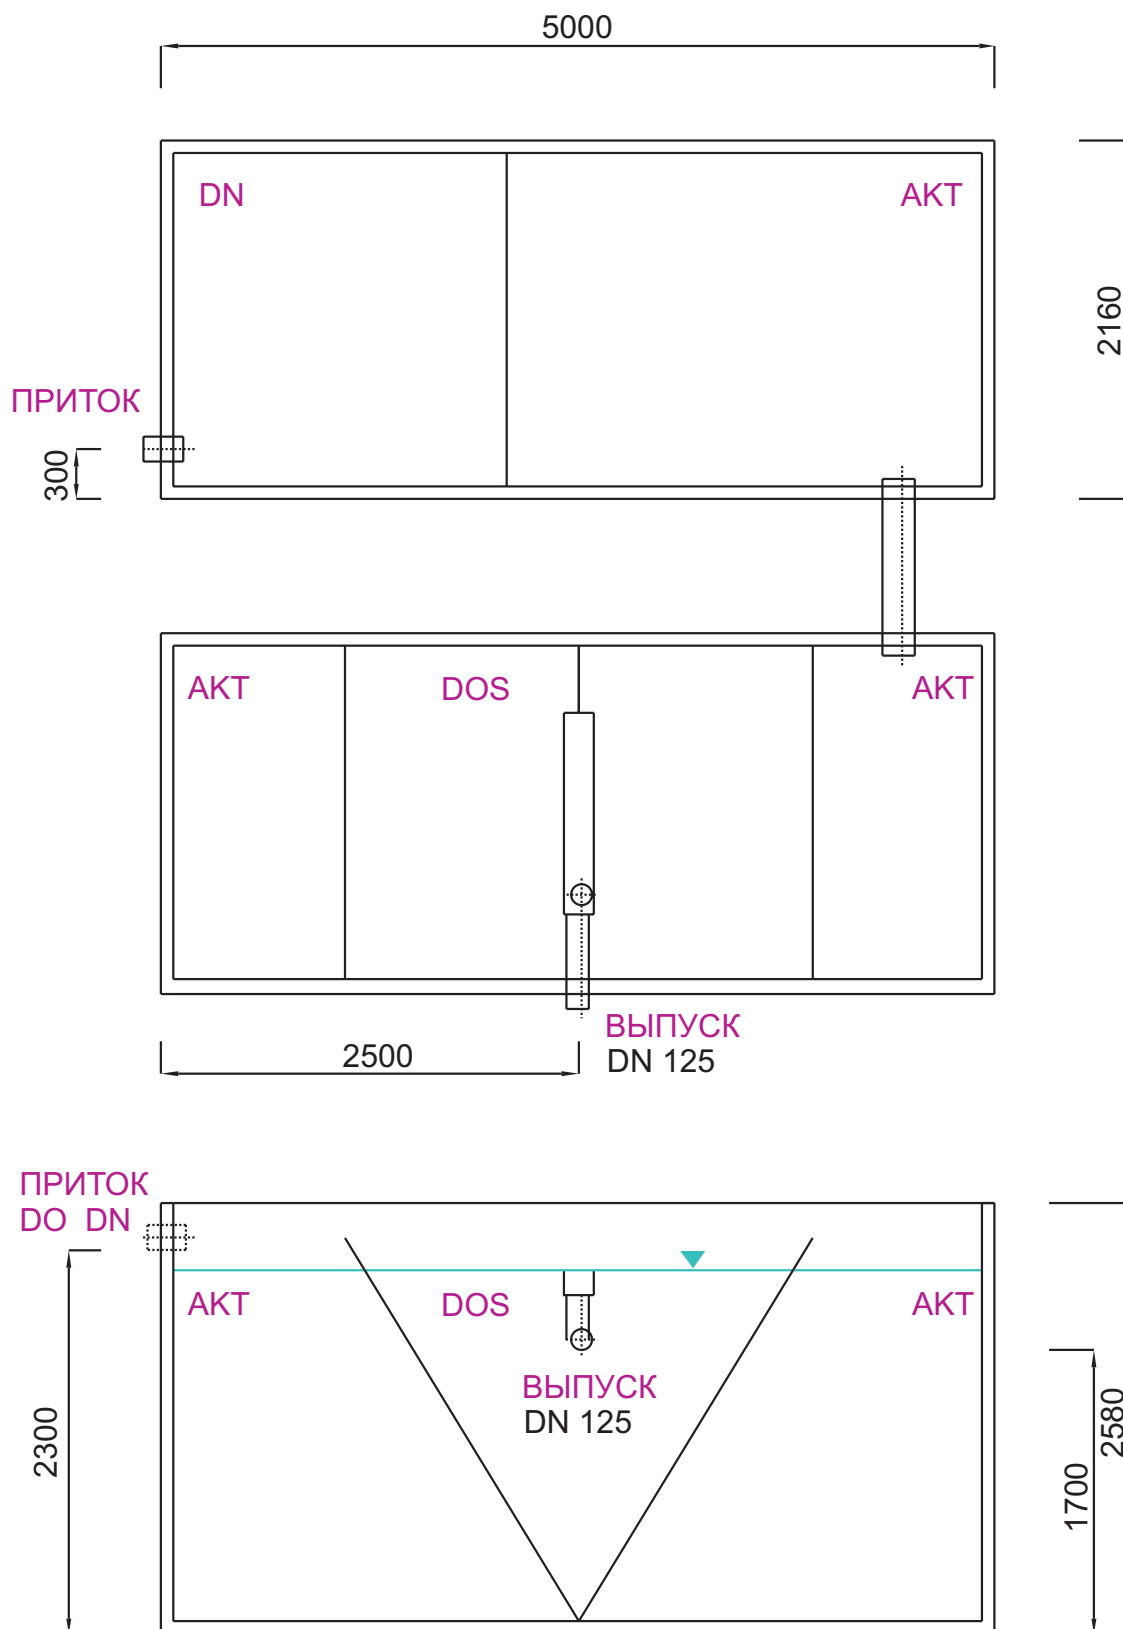 5000
DN
AKT
2160
ПРИТОК
300
AKT
DOS
AKT
ВЫПУСК
DN 125
2500
ПРИТОК
DO DN
AKT
DOS
AKT
ВЫПУСК
DN 125
2300
1700
2580